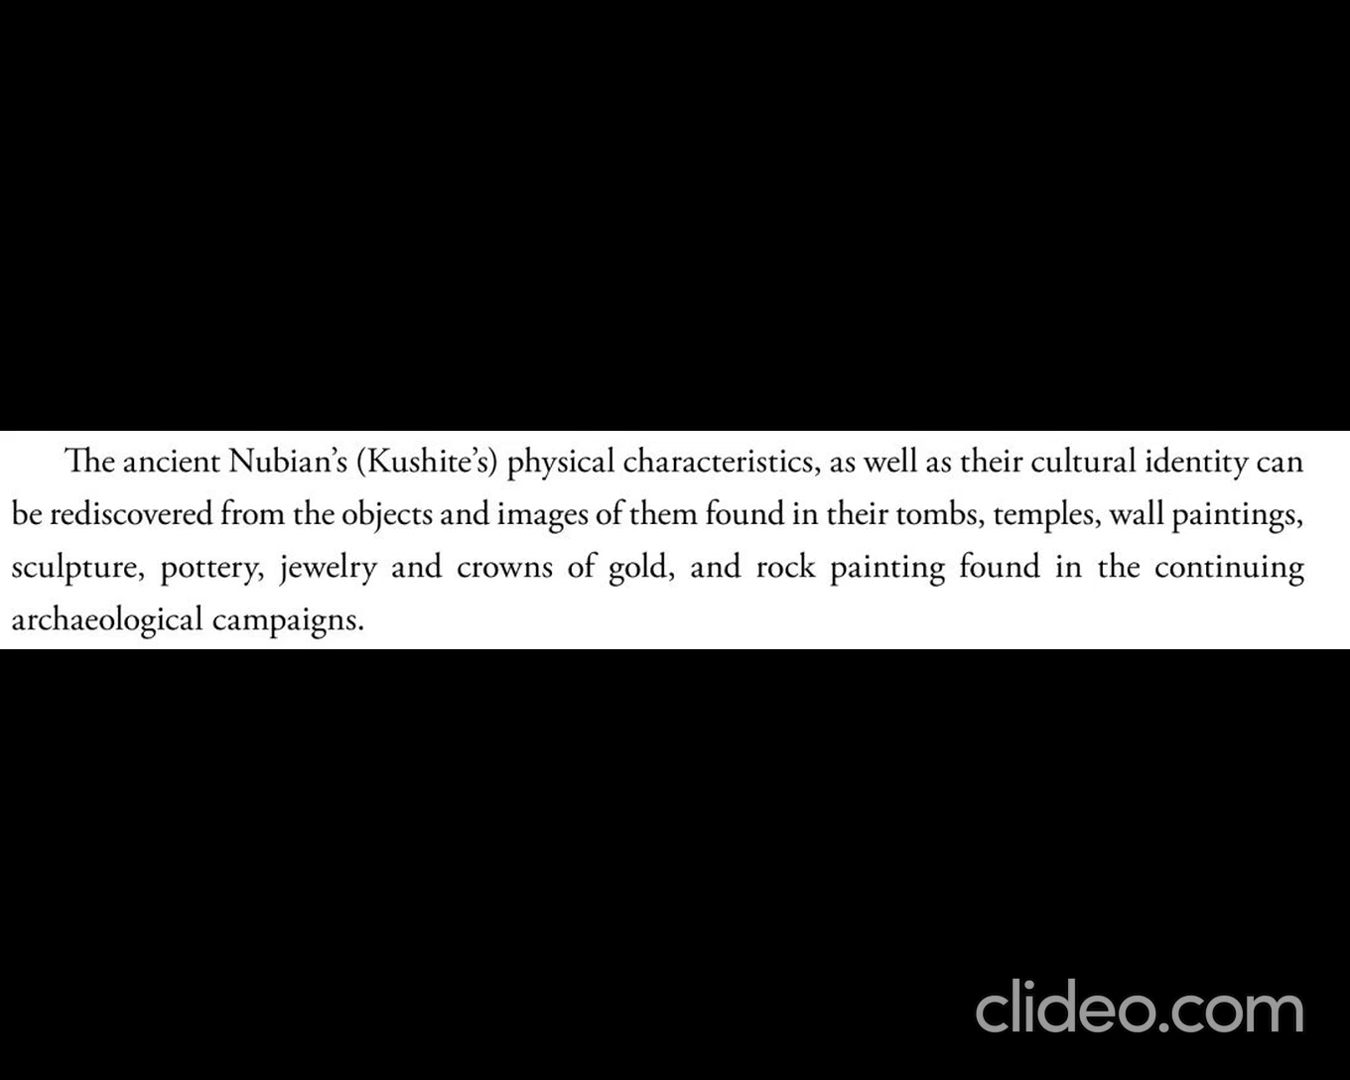 The ancient Nubian’s (Kushite’s) physical characteristics, as well as their cultural identity can
be rediscovered from the objects and images of them found in their tombs, temples, wall paintings,
sculpture, pottery, jewelry and crowns of gold, and rock painting found in the continuing
archaeological campaigns.
clideo.com